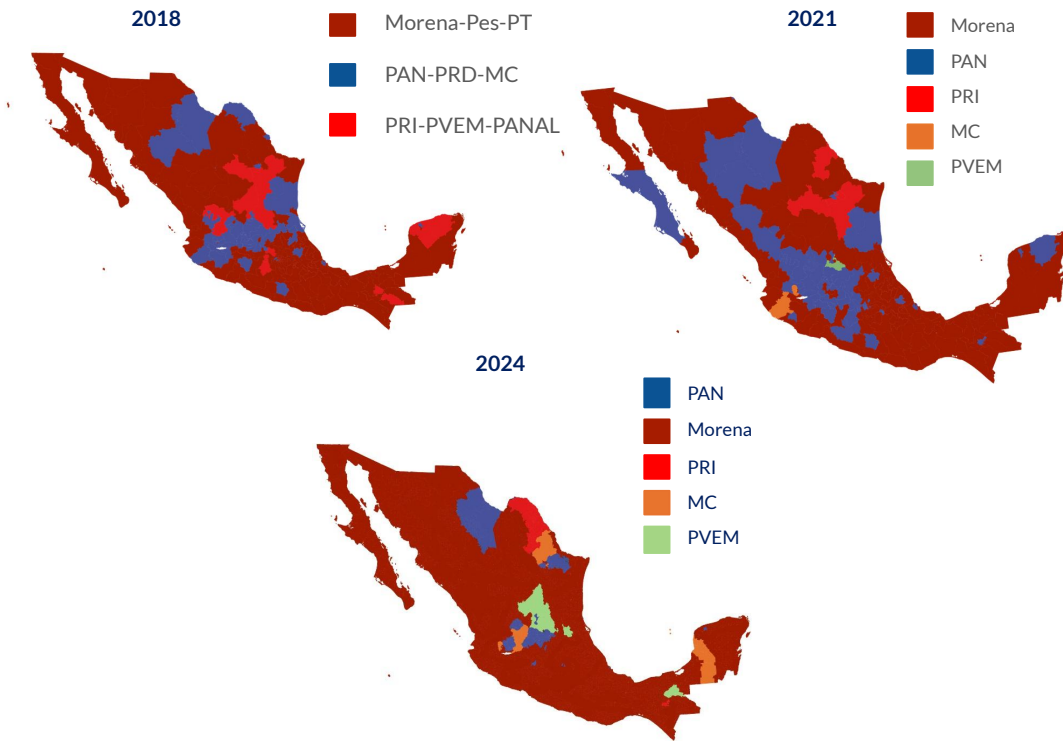 2018
Morena-Pes-PT
PAN-PRD-MC
PRI-PVEM-PANAL
2021
Morena
PAN
PRI
MC
PVEM
2024
PAN
Morena
PRI
MC
PVEM